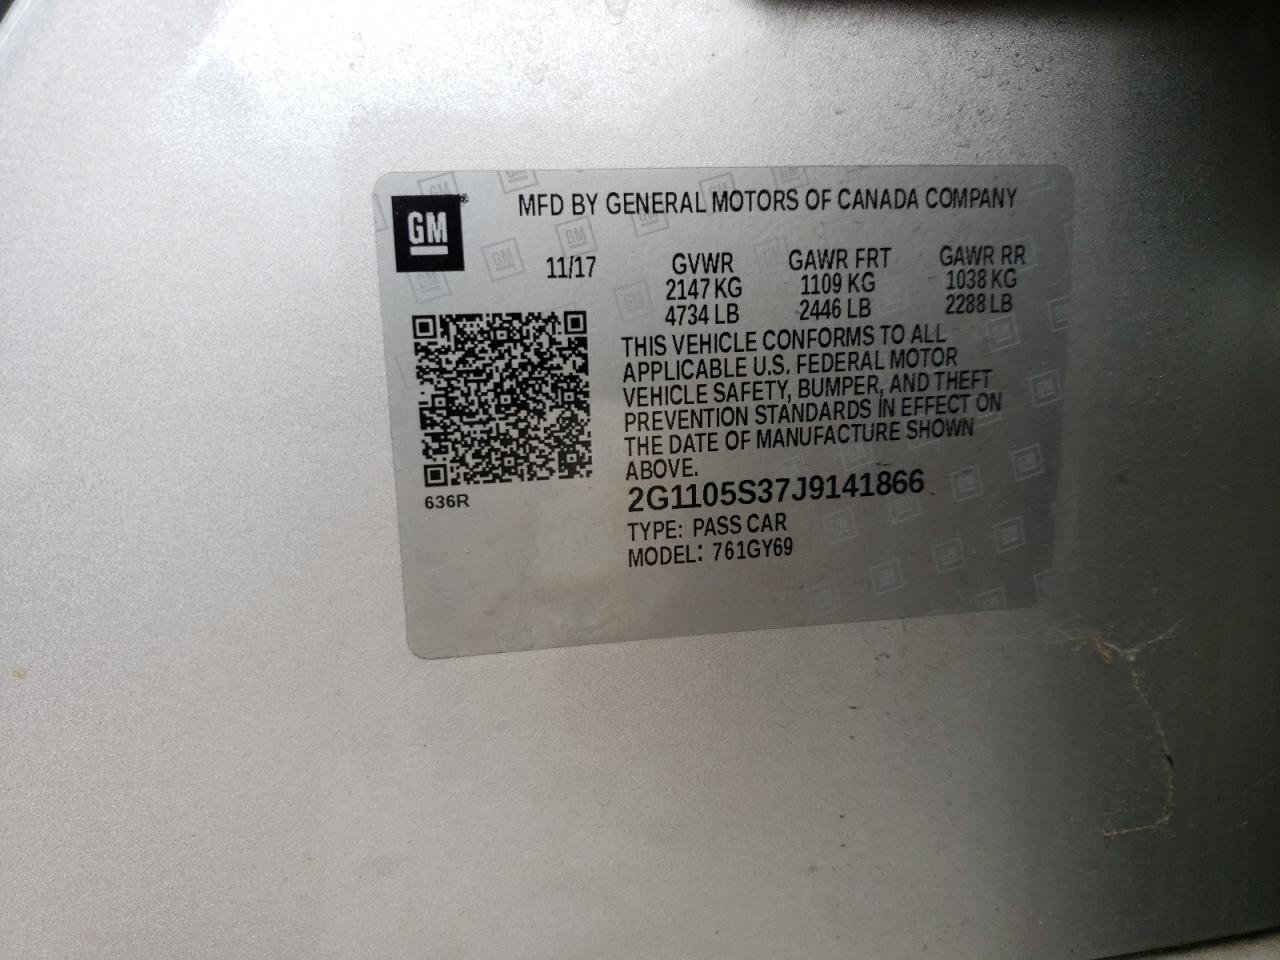 GM®
MFD BY GENERAL MOTORS OF CANADA COMPANY
11/17
GVWR GAWR FRT GAWR RR
2147 KG 1109 KG 1038 KG
4734 LB 2446 LB 2288 LB
THIS VEHICLE CONFORMS TO ALL
APPLICABLE U.S. FEDERAL MOTOR
VEHICLE SAFETY, BUMPER, AND THEFT
PREVENTION STANDARDS IN EFFECT ON
THE DATE OF MANUFACTURE SHOWN
ABOVE.
636R
2G1105S37J9141866
TYPE: PASS CAR
MODEL: 761GY69